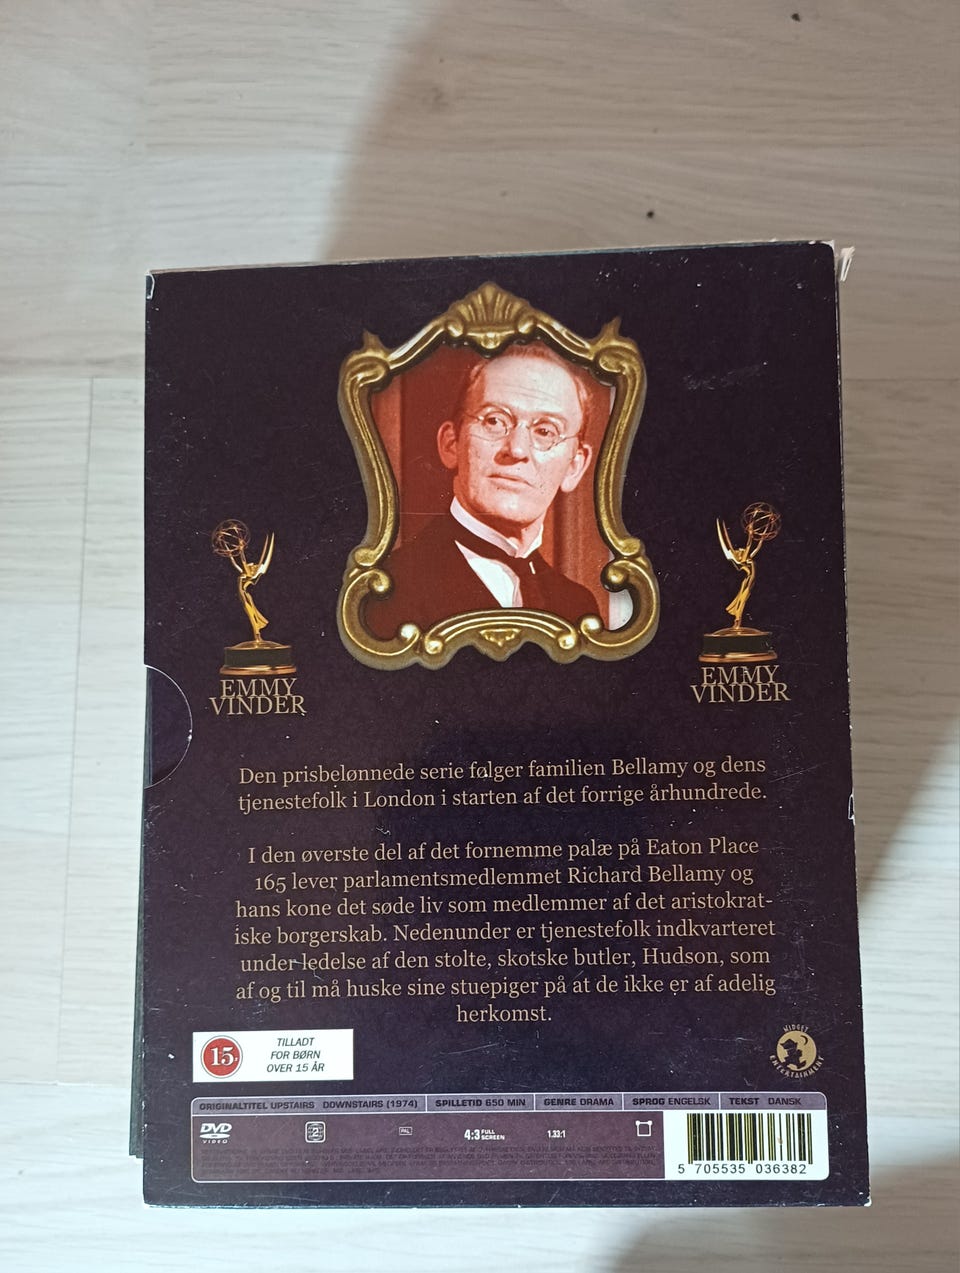 EMMY
VINDER
EMMY
VINDER
Den prisbelønnede serie følger familien Bellamy og dens
tjenestefolk i London i starten af det forrige århundrede.
I den øverste del af det fornemme palæ på Eaton Place
165 lever parlamentsmedlemmet Richard Bellamy og
hans kone det søde liv som medlemmer af det aristokrat-
iske borgerskab. Nedenunder er tjenestefolk indkvarteret
under ledelse af den stolte, skotske butler, Hudson, som
af og til må huske sine stuepiger på at de ikke er af adelig
herkomst.
15
TILLADT
FOR BØRN
OVER 15 ÅR
MIDGET
ENTERTAINMENT
ORIGINALTITEL UPSTAIRS DOWNSTAIRS (1974) SPILLETID 650 MIN GENRE DRAMA SPROG ENGELSK TEKST DANSK
DVD
VIDEO
2
PAL
4:3 FULL
SCREEN
1.33:1
5 705535 036382